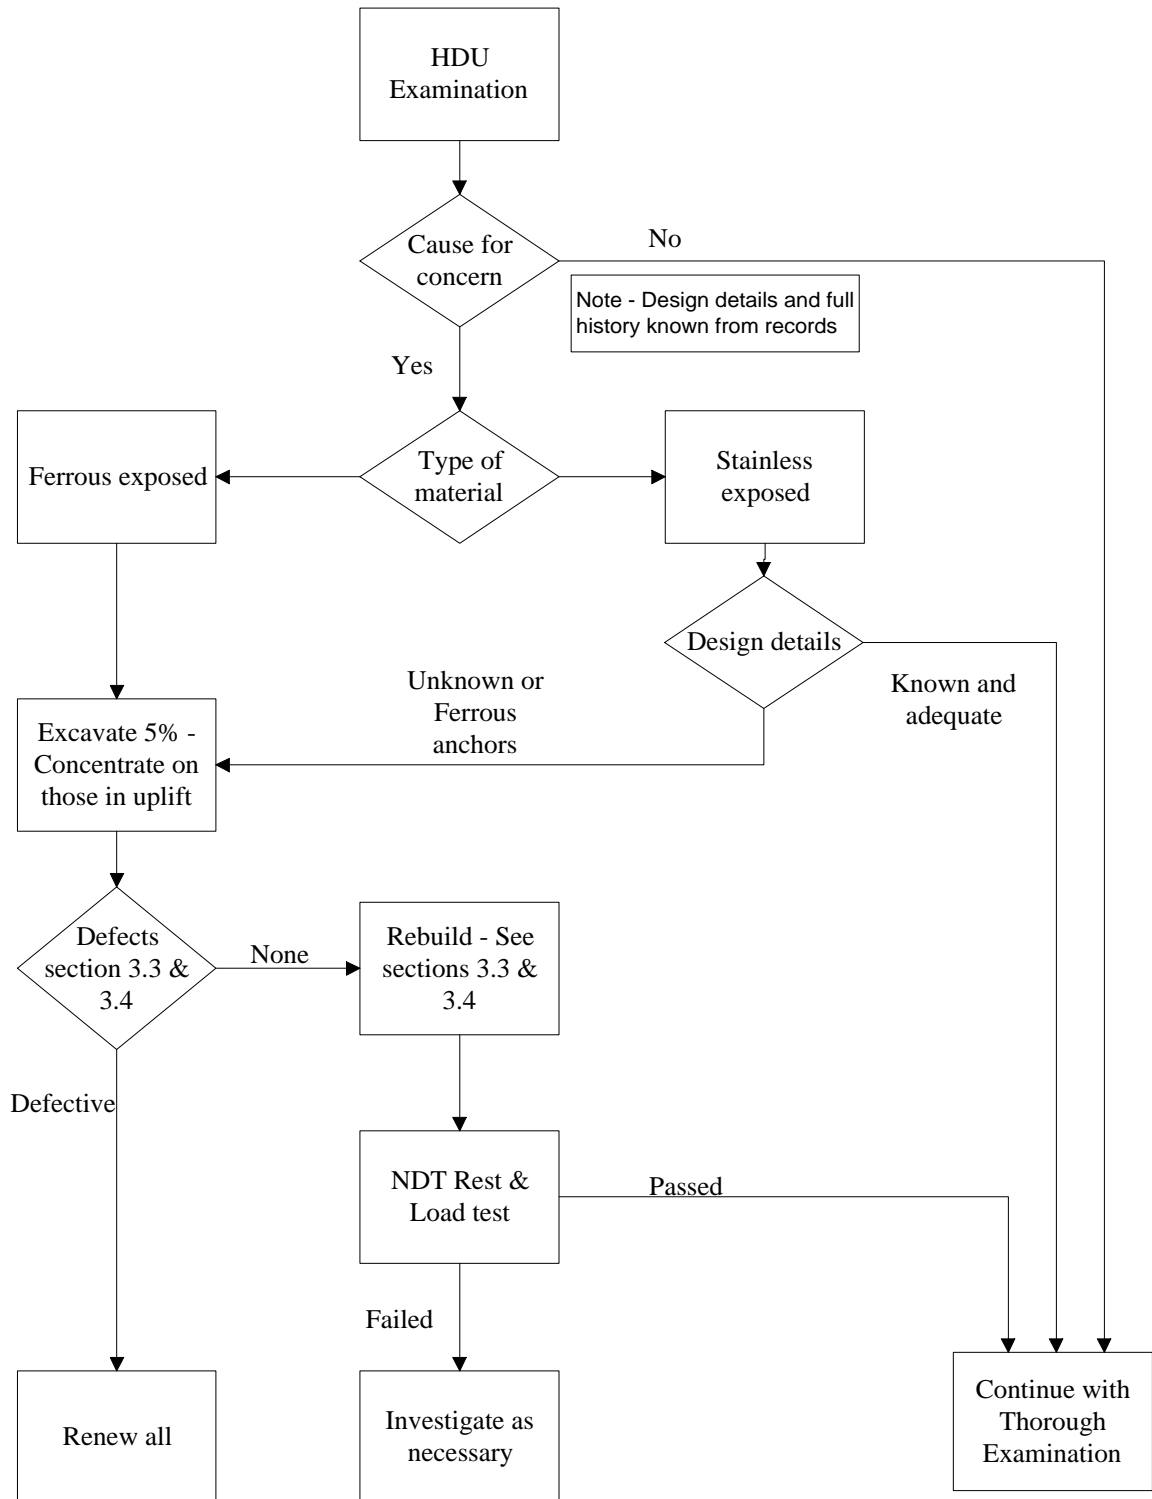 HDU
Examination
Cause for
concern
No
Note - Design details and full
history known from records
Yes
Ferrous exposed
Type of
material
Stainless
exposed
Design details
Unknown or
Ferrous
anchors
Known and
adequate
Excavate 5% -
Concentrate on
those in uplift
Defects
section 3.3 &
3.4
None
Rebuild - See
sections 3.3 &
3.4
Defective
NDT Rest &
Load test
Passed
Failed
Renew all
Investigate as
necessary
Continue with
Thorough
Examination